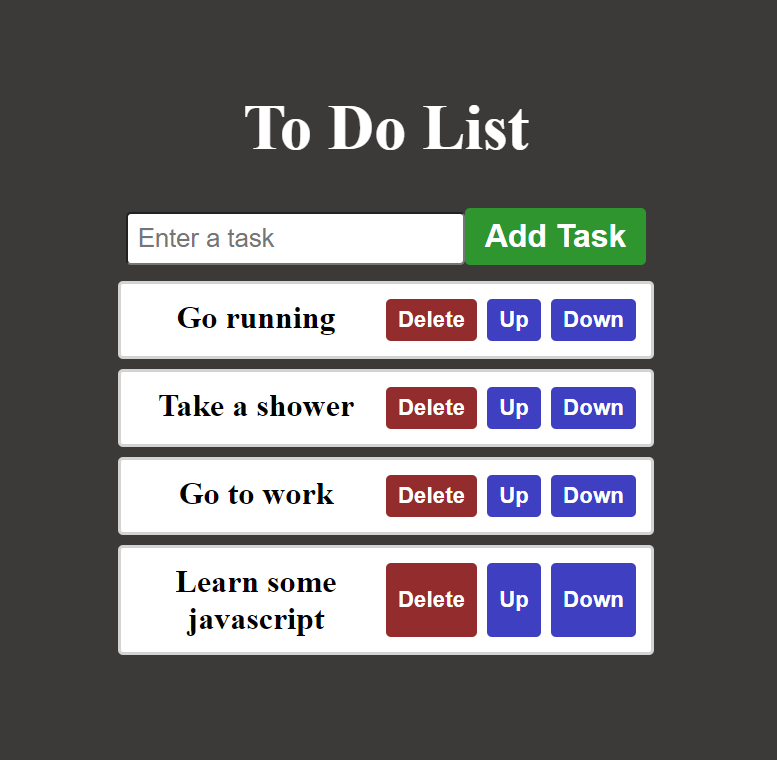 To Do List
Enter a task Add Task
Go running Delete Up Down
Take a shower Delete Up Down
Go to work Delete Up Down
Learn some
javascript Delete Up Down